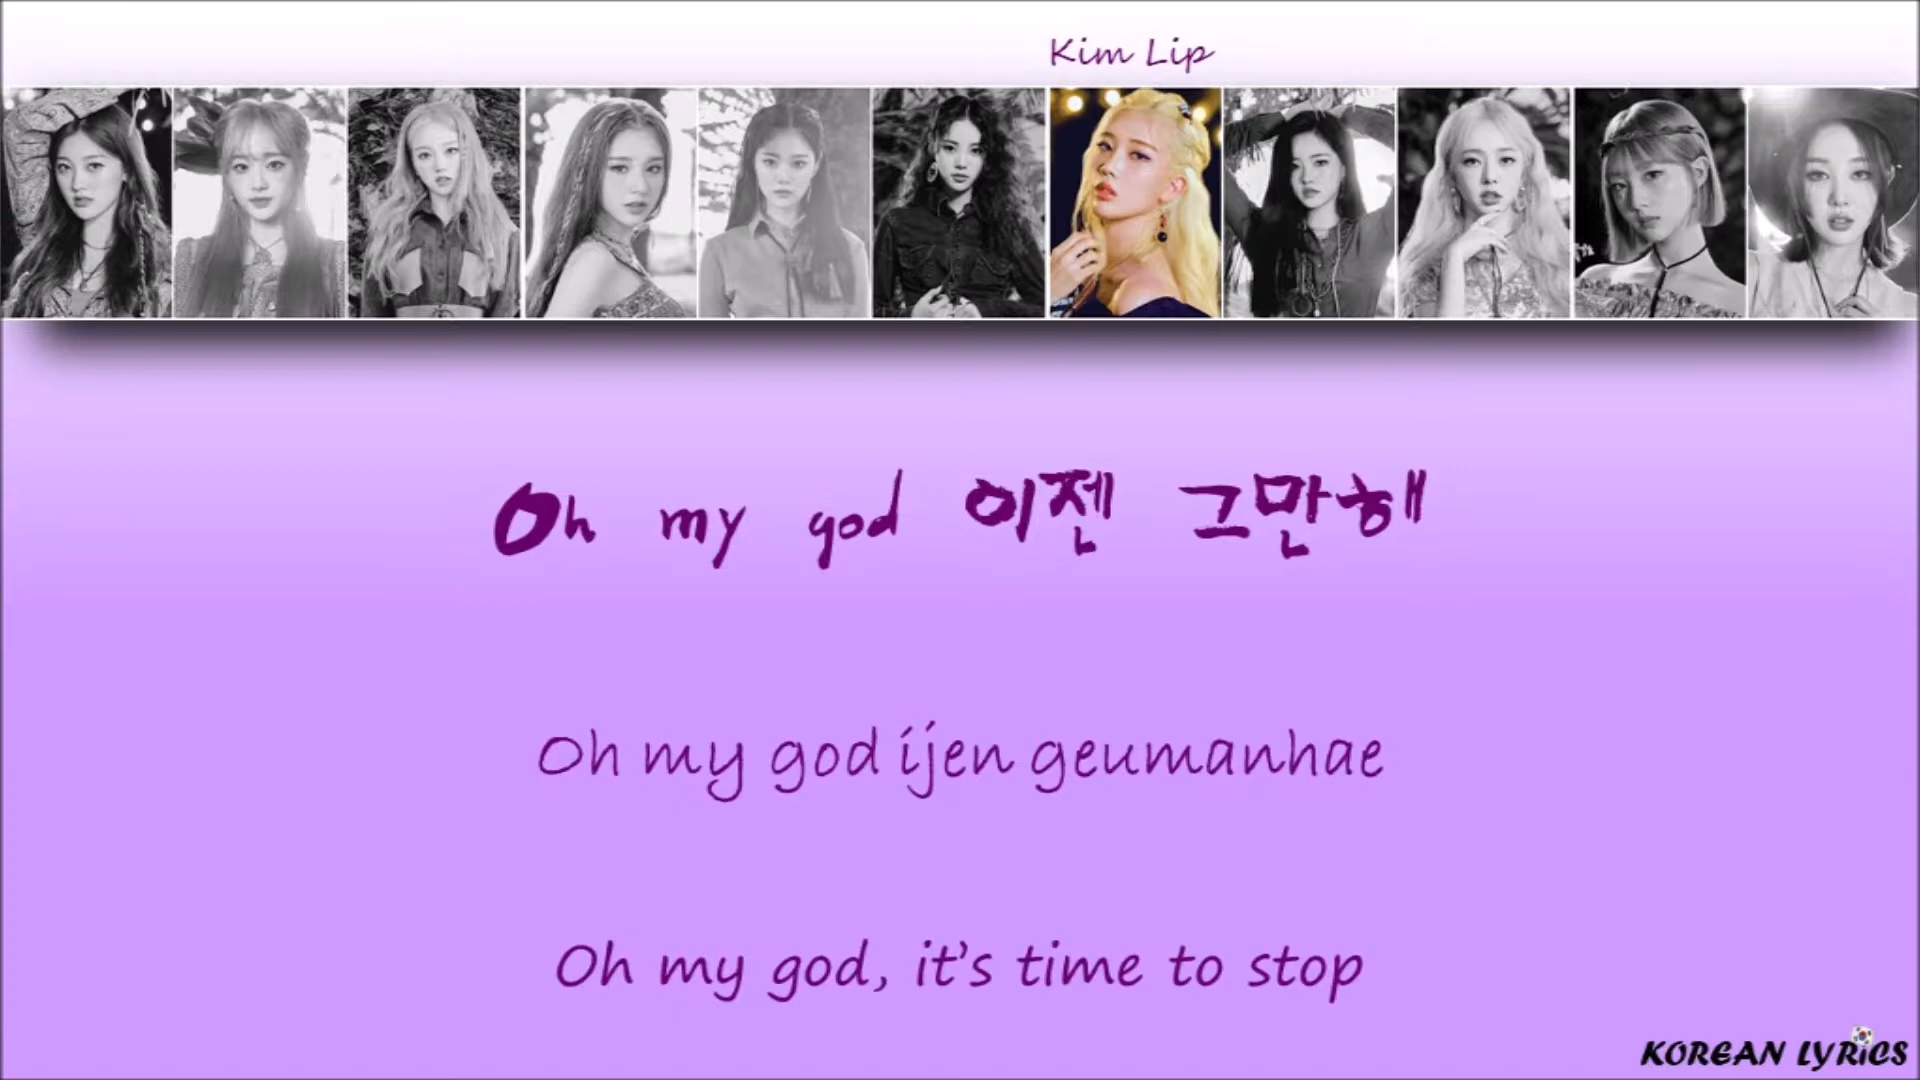 Kim Lip
Oh my god 이젠 그만해
Oh my god ijen geumanhae
Oh my god, it's time to stop
KOREAN LYRiCS